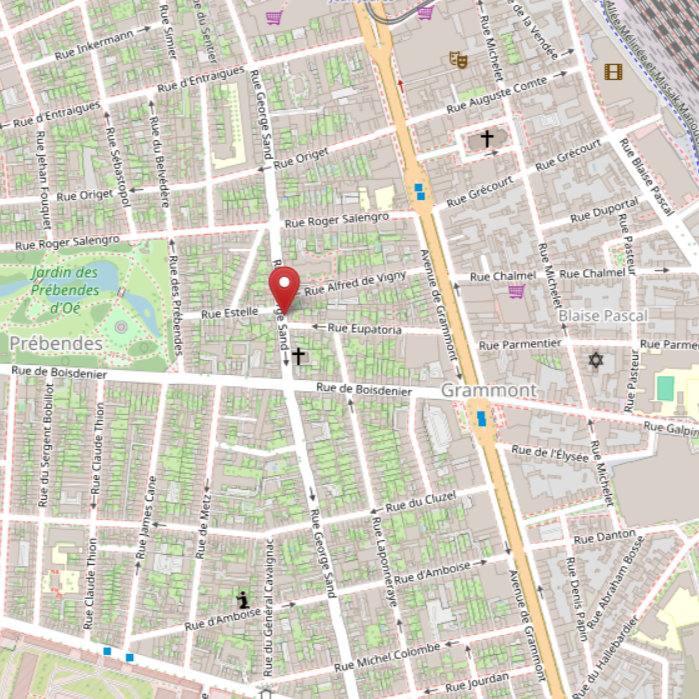 Rue Inkermann
Rue Simier
Rue du Sentier
Rue Michelet
Rue d'Entraigues
Rue George Sand
Rue Auguste Comte
Rue d'Entraigues
Rue Jehan Fouquet
Rue Sébastopol
Rue du Belvédère
Rue Origet
Rue Grécourt
Rue Blaise Pascal
Rue Origet
Rue Grécourt
Rue Roger Salengro
Rue Duportal
Rue Roger Salengro
Rue Pasteur
Jardin des
Prébendes
d'Oé
Rue des Prébendes
Avenue de Grammont
Rue Michelet
Rue Alfred de Vigny
Rue Chalmel
Rue Chalmel
Rue Estelle
Blaise Pascal
Rue Eupatoria
Prébendes
Rue Parmentier
Rue Pasteur
Rue de Boisdenier
Rue de Boisdenier
Grammont
Rue du Sergent Bobillot
Rue Claude Thion
Rue de l'Élysée
Rue Michelet
Rue James Cane
Rue de Metz
Rue du Cluzel
Rue George Sand
Rue Laponneraye
Rue Danton
Rue Claude Thion
Rue du Général Cavaignac
Rue d'Amboise
Rue Denis Papin
Rue Abraham Bosse
Rue d'Amboise
Avenue de Grammont
Rue du Hallebardier
Rue Michel Colombe
Rue Jourdan